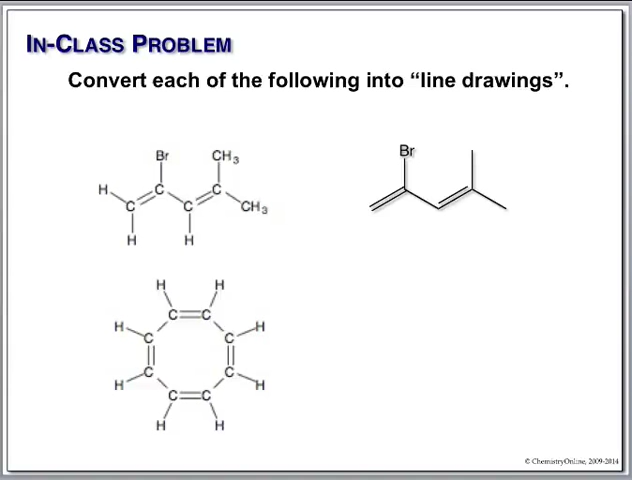 IN-CLASS PROBLEM
Convert each of the following into “line drawings”.
Br CH3 Br
H C C
C C CH3
H H
H H
C C
H C C H
H C C H
C C
H H
© ChemistryOnline, 2009-2014